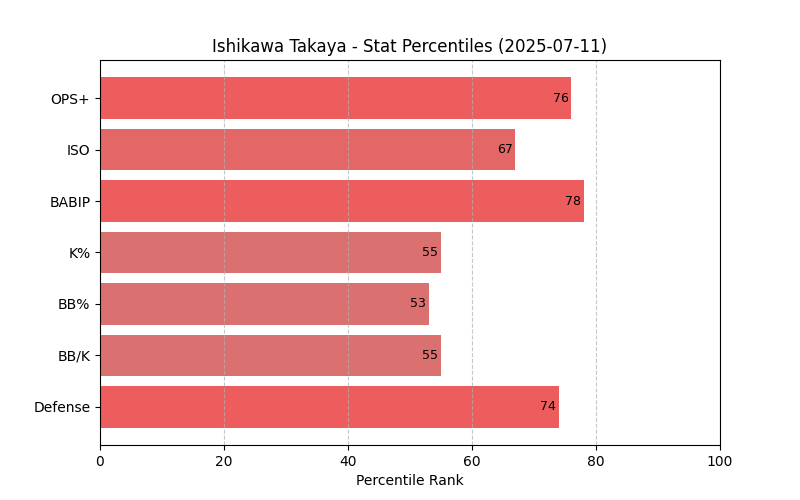 Ishikawa Takaya - Stat Percentiles (2025-07-11)
OPS+ 76
ISO 67
BABIP 78
K% 55
BB% 53
BB/K 55
Defense 74
0 20 40 60 80 100
Percentile Rank